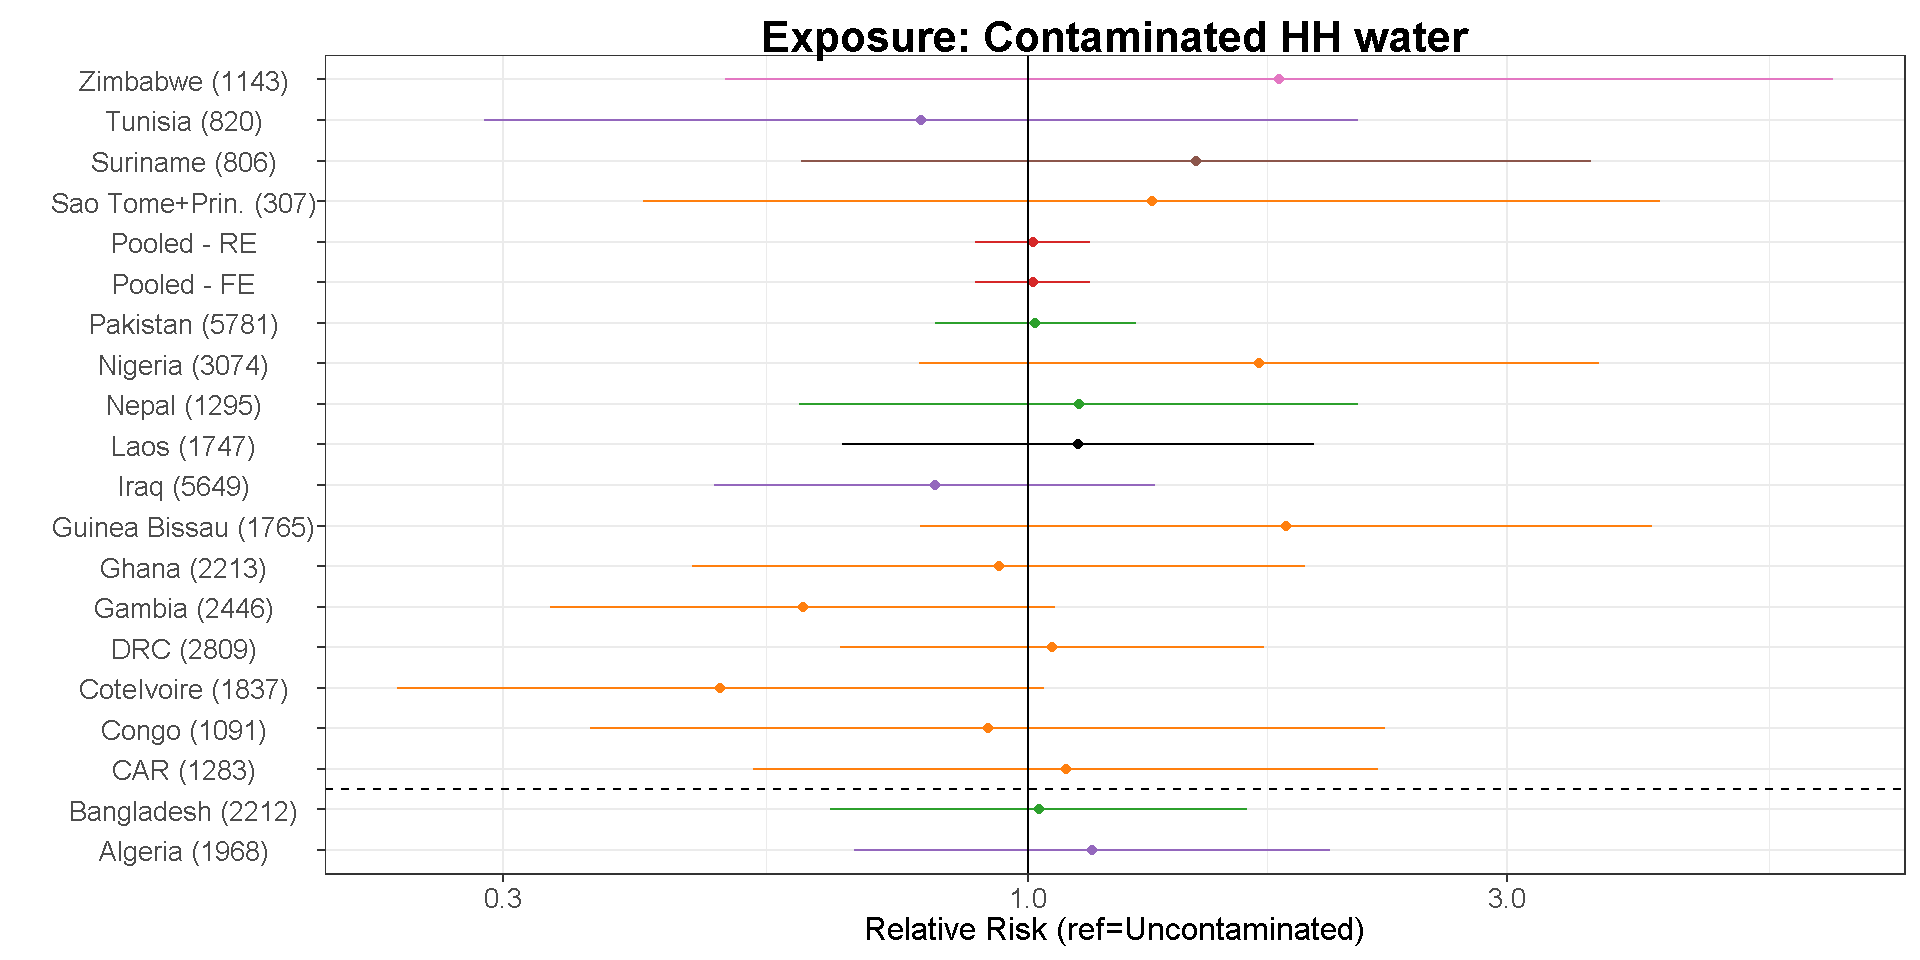 Exposure: Contaminated HH water
Zimbabwe (1143)
Tunisia (820)
Suriname (806)
Sao Tome+Prin. (307)
Pooled - RE
Pooled - FE
Pakistan (5781)
Nigeria (3074)
Nepal (1295)
Laos (1747)
Iraq (5649)
Guinea Bissau (1765)
Ghana (2213)
Gambia (2446)
DRC (2809)
CoteIvoire (1837)
Congo (1091)
CAR (1283)
Bangladesh (2212)
Algeria (1968)
0.3 1.0 3.0
Relative Risk (ref=Uncontaminated)